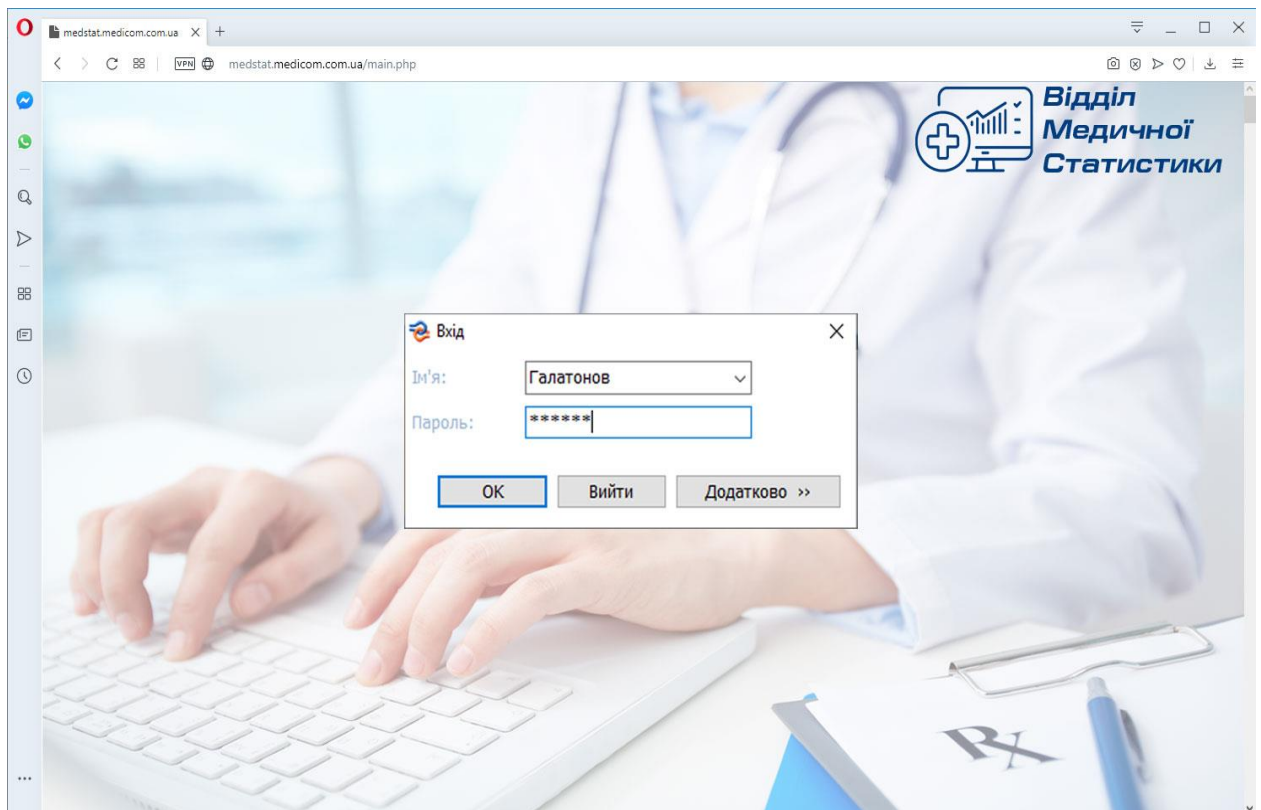 medstat.medicom.com.ua
VPN
medstat.medicom.com.ua/main.php
Відділ
Медичної
Статистики
Вхід
Ім'я:
Галатонов
Пароль:
******
OK
Вийти
Додатково >>
Rx